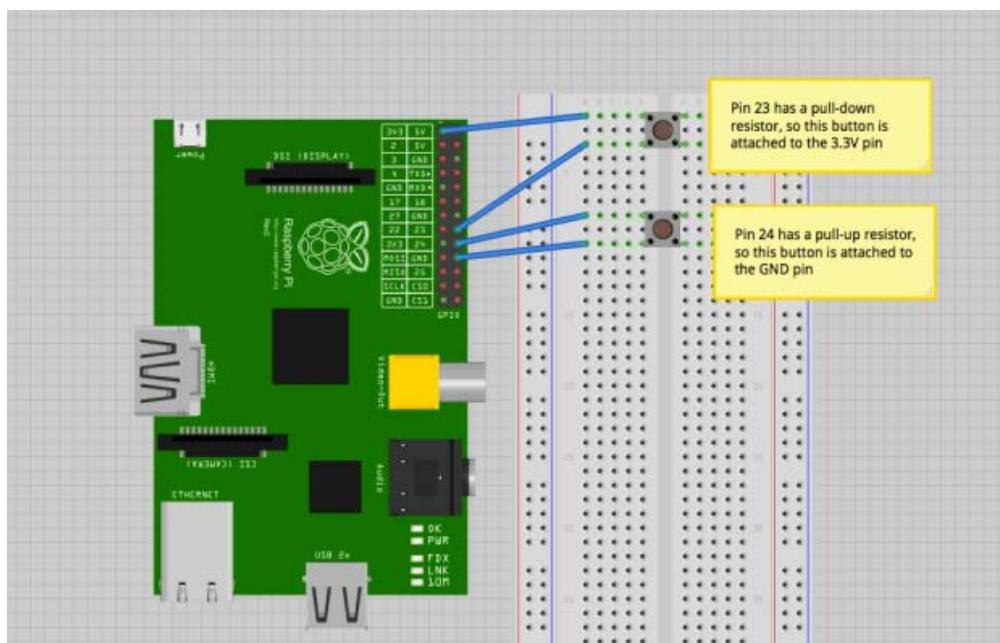 Pin 23 has a pull-down
resistor, so this button is
attached to the 3.3V pin
Pin 24 has a pull-up resistor,
so this button is attached to
the GND pin
Power
DSI (DISPLAY)
3V3 5V
2 5V
3 GND
4 TXD
GND RXD
17 18
27 GND
22 23
3V3 24
MOSI GND
MISO 25
SCLK CS0
GND CS1
GPIO
Raspberry Pi
HDMI
Video-Out
CSI (CAMERA)
Audio
ETHERNET
USB 2x
OK
PWR
FDX
LNK
10M